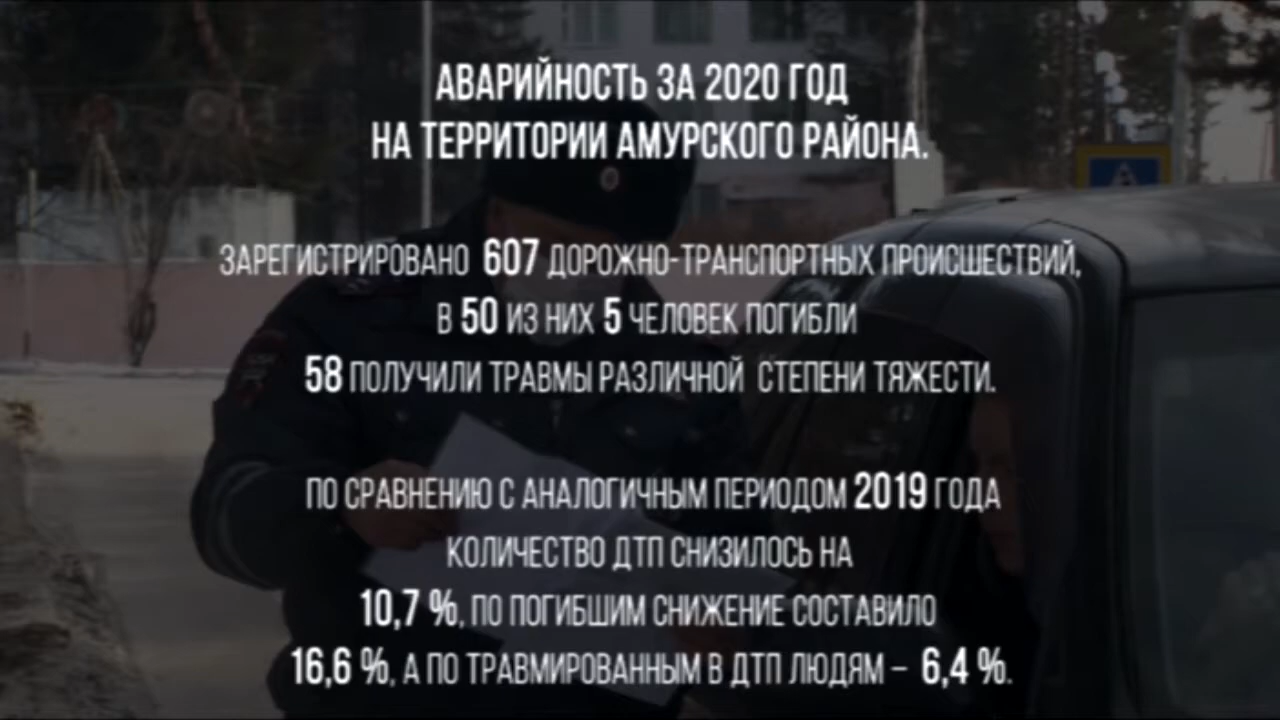 АВАРИЙНОСТЬ ЗА 2020 ГОД
НА ТЕРРИТОРИИ АМУРСКОГО РАЙОНА.
ЗАРЕГИСТРИРОВАНО 607 ДОРОЖНО-ТРАНСПОРТНЫХ ПРОИСШЕСТВИЙ,
В 50 ИЗ НИХ 5 ЧЕЛОВЕК ПОГИБЛИ
58 ПОЛУЧИЛИ ТРАВМЫ РАЗЛИЧНОЙ СТЕПЕНИ ТЯЖЕСТИ.
ПО СРАВНЕНИЮ С АНАЛОГИЧНЫМ ПЕРИОДОМ 2019 ГОДА
КОЛИЧЕСТВО ДТП СНИЗИЛОСЬ НА
10,7 %, ПО ПОГИБШИМ СНИЖЕНИЕ СОСТАВИЛО
16,6 %, А ПО ТРАВМИРОВАННЫМ В ДТП ЛЮДЯМ – 6,4 %.